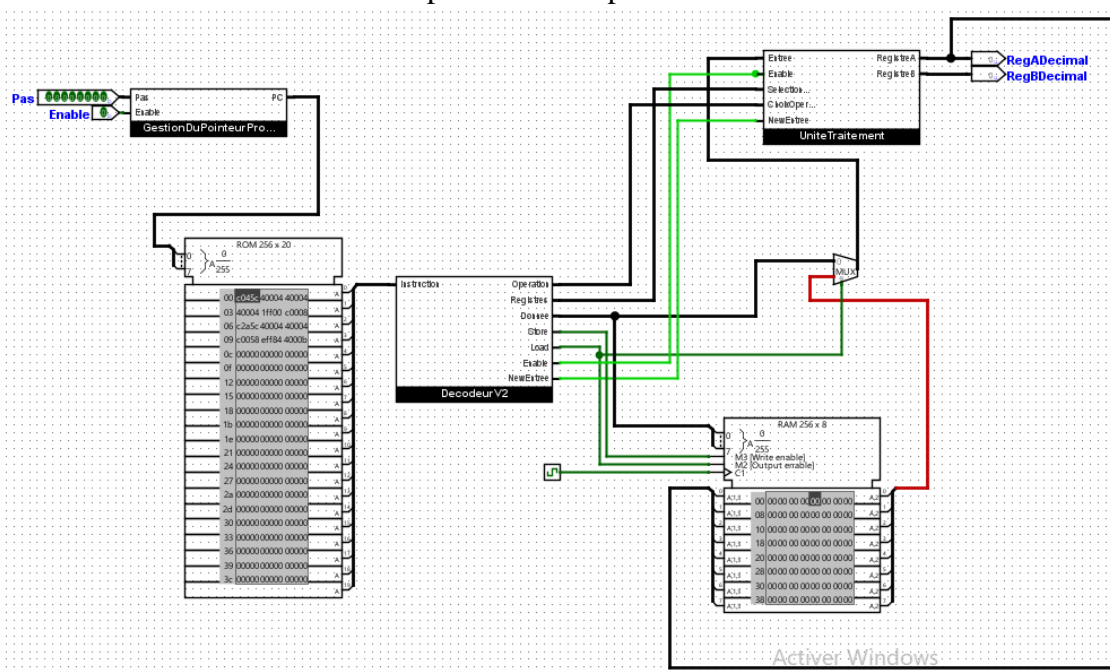 Pas
00000000
Pas
PC
Enable
0
Enable
GestionDuPointeurPro...
Entree
RegistreA
Enable
RegistreB
Selection...
ChoixOper...
NewEntree
UniteTraitement
RegADecimal
RegBDecimal
ROM 256 x 20
0
7
A
0
255
00 c045c 40004 40004
03 40004 1ff00 c0008
06 c2a5c 40004 40004
09 c0058 eff84 4000b
0c 00000 00000 00000
0f 00000 00000 00000
12 00000 00000 00000
15 00000 00000 00000
18 00000 00000 00000
1b 00000 00000 00000
1e 00000 00000 00000
21 00000 00000 00000
24 00000 00000 00000
27 00000 00000 00000
2a 00000 00000 00000
2d 00000 00000 00000
30 00000 00000 00000
33 00000 00000 00000
36 00000 00000 00000
39 00000 00000 00000
3c 00000 00000 00000
Instruction
Operation
Registres
Donnee
Store
Load
Enable
NewEntree
DecodeurV2
MUX
RAM 256 x 8
0
7
A
0
255
M3 [Write enable]
M2 [Output enable]
C1
00 00 00 00 00 00 00 00 00
08 00 00 00 00 00 00 00 00
10 00 00 00 00 00 00 00 00
18 00 00 00 00 00 00 00 00
20 00 00 00 00 00 00 00 00
28 00 00 00 00 00 00 00 00
30 00 00 00 00 00 00 00 00
38 00 00 00 00 00 00 00 00
Activer Windows